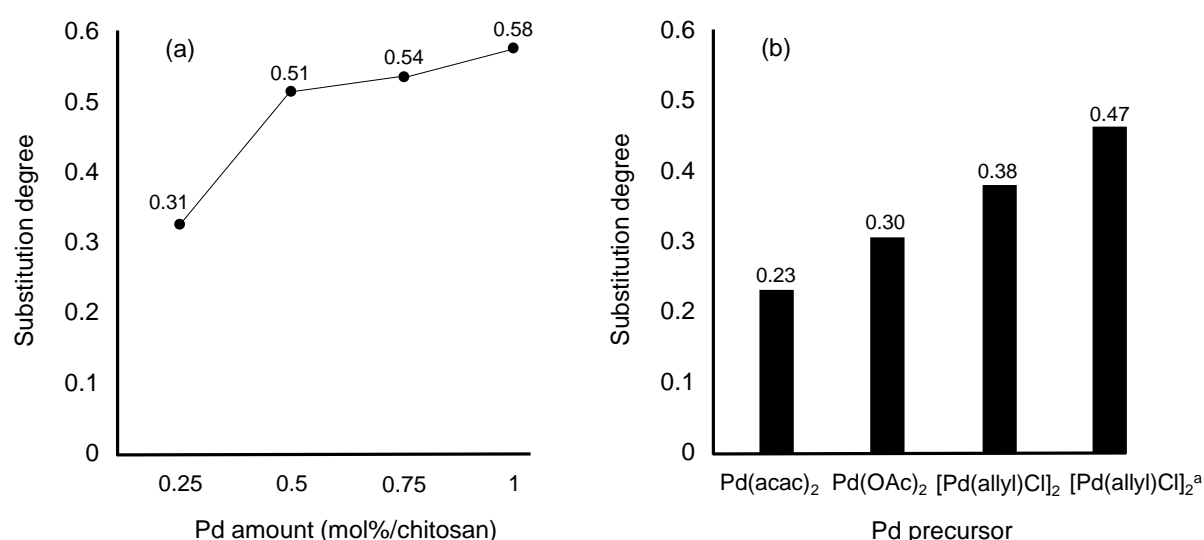 (a)
Substitution degree
0.6
0.5
0.4
0.3
0.2
0.1
0
0.31
0.51
0.54
0.58
0.25 0.5 0.75 1
Pd amount (mol%/chitosan)
(b)
Substitution degree
0.6
0.5
0.4
0.3
0.2
0.1
0
0.23
0.30
0.38
0.47
Pd(acac)₂ Pd(OAc)₂ [Pd(allyl)Cl]₂ [Pd(allyl)Cl]₂ᵃ
Pd precursor